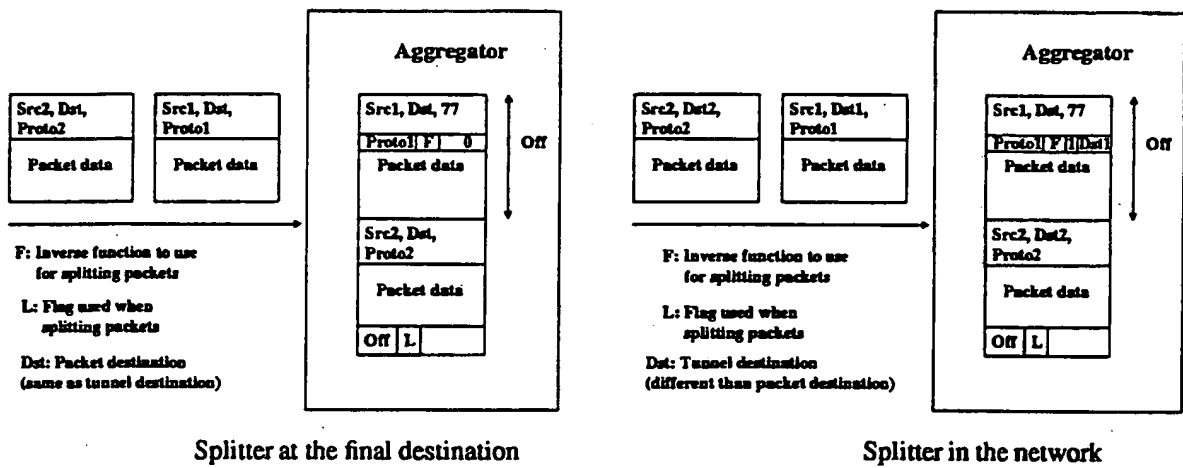 Aggregator
Src2, Dst,
Proto2
Packet data
Src1, Dst,
Proto1
Packet data
Src1, Dst, 77
Proto1 F 0
Packet data
Off
Src2, Dst,
Proto2
Packet data
Off L
F: Inverse function to use
for splitting packets
L: Flag used when
splitting packets
Dst: Packet destination
(same as tunnel destination)
Splitter at the final destination
Aggregator
Src2, Dst2,
Proto2
Packet data
Src1, Dst1,
Proto1
Packet data
Src1, Dst, 77
Proto1 F 1 Dst1
Packet data
Off
Src2, Dst2,
Proto2
Packet data
Off L
F: Inverse function to use
for splitting packets
L: Flag used when
splitting packets
Dst: Tunnel destination
(different than packet destination)
Splitter in the network